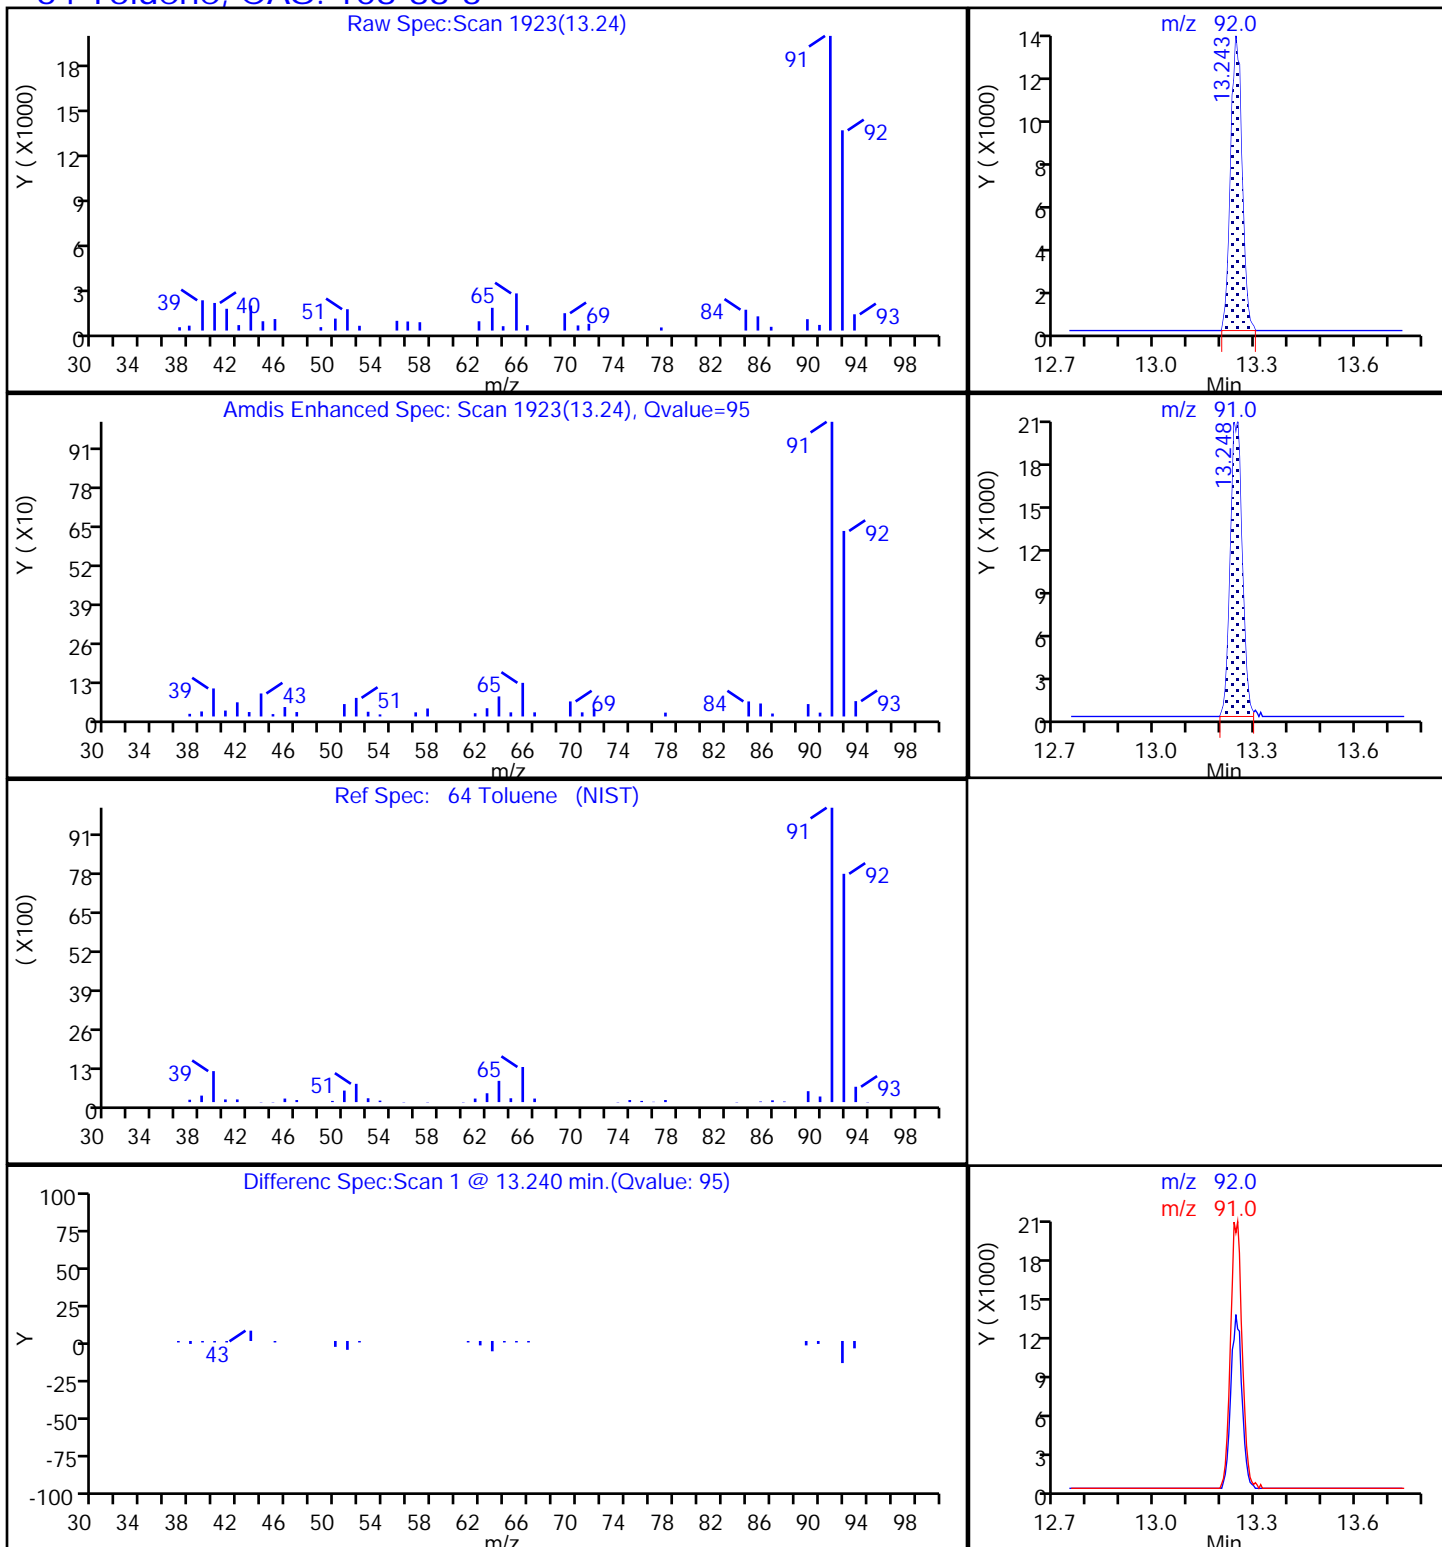 Raw Spec:Scan 1923(13.24)
Y ( X1000)
18
15
12
9
6
3
0
91
92
39
40
51
65
69
84
93
30 34 38 42 46 50 54 58 62 66 70 74 78 82 86 90 94 98
m/z
m/z 92.0
Y ( X1000)
14
12
10
8
6
4
2
0
13.243
12.7 13.0 13.3 13.6
Min
Amdis Enhanced Spec: Scan 1923(13.24), Qvalue=95
Y ( X10)
91
78
65
52
39
26
13
0
91
92
39
43
51
65
69
84
93
30 34 38 42 46 50 54 58 62 66 70 74 78 82 86 90 94 98
m/z
m/z 91.0
Y ( X1000)
21
18
15
12
9
6
3
0
13.248
12.7 13.0 13.3 13.6
Min
Ref Spec: 64 Toluene (NIST)
( X100)
91
78
65
52
39
26
13
0
91
92
39
51
65
93
30 34 38 42 46 50 54 58 62 66 70 74 78 82 86 90 94 98
Differenc Spec:Scan 1 @ 13.240 min.(Qvalue: 95)
Y
100
75
50
25
0
-25
-50
-75
-100
43
30 34 38 42 46 50 54 58 62 66 70 74 78 82 86 90 94 98
m/z
m/z 92.0
m/z 91.0
Y ( X1000)
21
18
15
12
9
6
3
0
12.7 13.0 13.3 13.6
Min